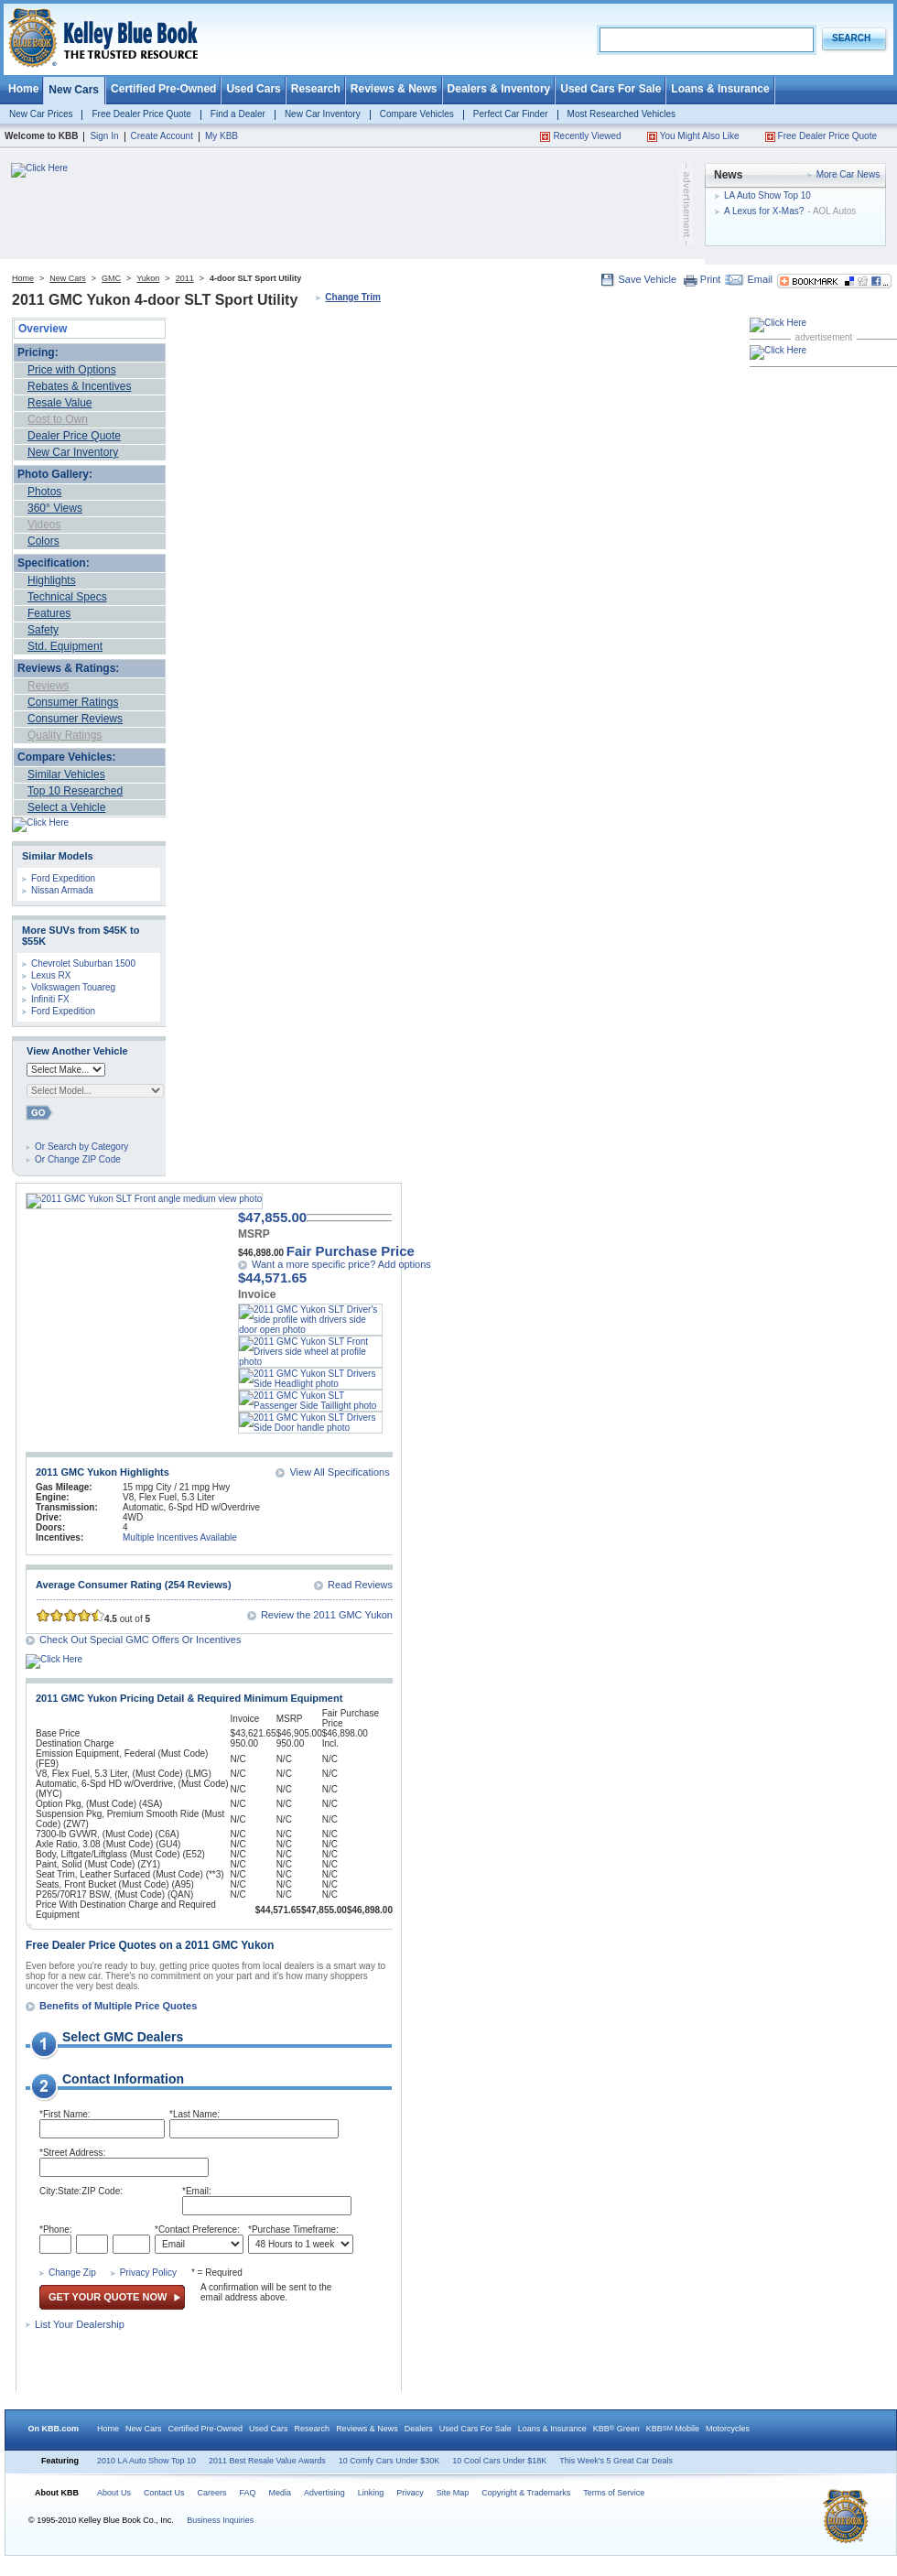 Kelley Blue Book
THE TRUSTED RESOURCE
SEARCH
Home New Cars Certified Pre-Owned Used Cars Research Reviews & News Dealers & Inventory Used Cars For Sale Loans & Insurance
New Car Prices | Free Dealer Price Quote | Find a Dealer | New Car Inventory | Compare Vehicles | Perfect Car Finder | Most Researched Vehicles
Welcome to KBB | Sign In | Create Account | My KBB Recently Viewed You Might Also Like Free Dealer Price Quote
Click Here
- advertisement -
News More Car News
LA Auto Show Top 10
A Lexus for X-Mas? - AOL Autos
Home > New Cars > GMC > Yukon > 2011 > 4-door SLT Sport Utility
Save Vehicle Print Email BOOKMARK
2011 GMC Yukon 4-door SLT Sport Utility Change Trim
Click Here
advertisement
Click Here
Overview
Pricing:
Price with Options
Rebates & Incentives
Resale Value
Cost to Own
Dealer Price Quote
New Car Inventory
Photo Gallery:
Photos
360° Views
Videos
Colors
Specification:
Highlights
Technical Specs
Features
Safety
Std. Equipment
Reviews & Ratings:
Reviews
Consumer Ratings
Consumer Reviews
Quality Ratings
Compare Vehicles:
Similar Vehicles
Top 10 Researched
Select a Vehicle
Click Here
Similar Models
Ford Expedition
Nissan Armada
More SUVs from $45K to
$55K
Chevrolet Suburban 1500
Lexus RX
Volkswagen Touareg
Infiniti FX
Ford Expedition
View Another Vehicle
Select Make...
Select Model...
GO
Or Search by Category
Or Change ZIP Code
2011 GMC Yukon SLT Front angle medium view photo
$47,855.00
MSRP
$46,898.00 Fair Purchase Price
Want a more specific price? Add options
$44,571.65
Invoice
2011 GMC Yukon SLT Driver's
side profile with drivers side
door open photo
2011 GMC Yukon SLT Front
Drivers side wheel at profile
photo
2011 GMC Yukon SLT Drivers
Side Headlight photo
2011 GMC Yukon SLT
Passenger Side Taillight photo
2011 GMC Yukon SLT Drivers
Side Door handle photo
2011 GMC Yukon Highlights View All Specifications
Gas Mileage: 15 mpg City / 21 mpg Hwy
Engine: V8, Flex Fuel, 5.3 Liter
Transmission: Automatic, 6-Spd HD w/Overdrive
Drive: 4WD
Doors: 4
Incentives: Multiple Incentives Available
Average Consumer Rating (254 Reviews) Read Reviews
4.5 out of 5 Review the 2011 GMC Yukon
Check Out Special GMC Offers Or Incentives
Click Here
2011 GMC Yukon Pricing Detail & Required Minimum Equipment
Invoice MSRP Fair Purchase
Price
Base Price $43,621.65 $46,905.00 $46,898.00
Destination Charge 950.00 950.00 Incl.
Emission Equipment, Federal (Must Code)
(FE9) N/C N/C N/C
V8, Flex Fuel, 5.3 Liter, (Must Code) (LMG) N/C N/C N/C
Automatic, 6-Spd HD w/Overdrive, (Must Code)
(MYC) N/C N/C N/C
Option Pkg, (Must Code) (4SA) N/C N/C N/C
Suspension Pkg, Premium Smooth Ride (Must
Code) (ZW7) N/C N/C N/C
7300-lb GVWR, (Must Code) (C6A) N/C N/C N/C
Axle Ratio, 3.08 (Must Code) (GU4) N/C N/C N/C
Body, Liftgate/Liftglass (Must Code) (E52) N/C N/C N/C
Paint, Solid (Must Code) (ZY1) N/C N/C N/C
Seat Trim, Leather Surfaced (Must Code) (**3) N/C N/C N/C
Seats, Front Bucket (Must Code) (A95) N/C N/C N/C
P265/70R17 BSW, (Must Code) (QAN) N/C N/C N/C
Price With Destination Charge and Required
Equipment $44,571.65 $47,855.00 $46,898.00
Free Dealer Price Quotes on a 2011 GMC Yukon
Even before you're ready to buy, getting price quotes from local dealers is a smart way to
shop for a new car. There's no commitment on your part and it's how many shoppers
uncover the very best deals.
Benefits of Multiple Price Quotes
1 Select GMC Dealers
2 Contact Information
*First Name: *Last Name:
*Street Address:
City:State:ZIP Code: *Email:
*Phone: *Contact Preference: *Purchase Timeframe:
Email 48 Hours to 1 week
Change Zip Privacy Policy * = Required
GET YOUR QUOTE NOW A confirmation will be sent to the
email address above.
List Your Dealership
On KBB.com Home New Cars Certified Pre-Owned Used Cars Research Reviews & News Dealers Used Cars For Sale Loans & Insurance KBB® Green KBB℠ Mobile Motorcycles
Featuring 2010 LA Auto Show Top 10 2011 Best Resale Value Awards 10 Comfy Cars Under $30K 10 Cool Cars Under $18K This Week's 5 Great Car Deals
About KBB About Us Contact Us Careers FAQ Media Advertising Linking Privacy Site Map Copyright & Trademarks Terms of Service
© 1995-2010 Kelley Blue Book Co., Inc. Business Inquiries